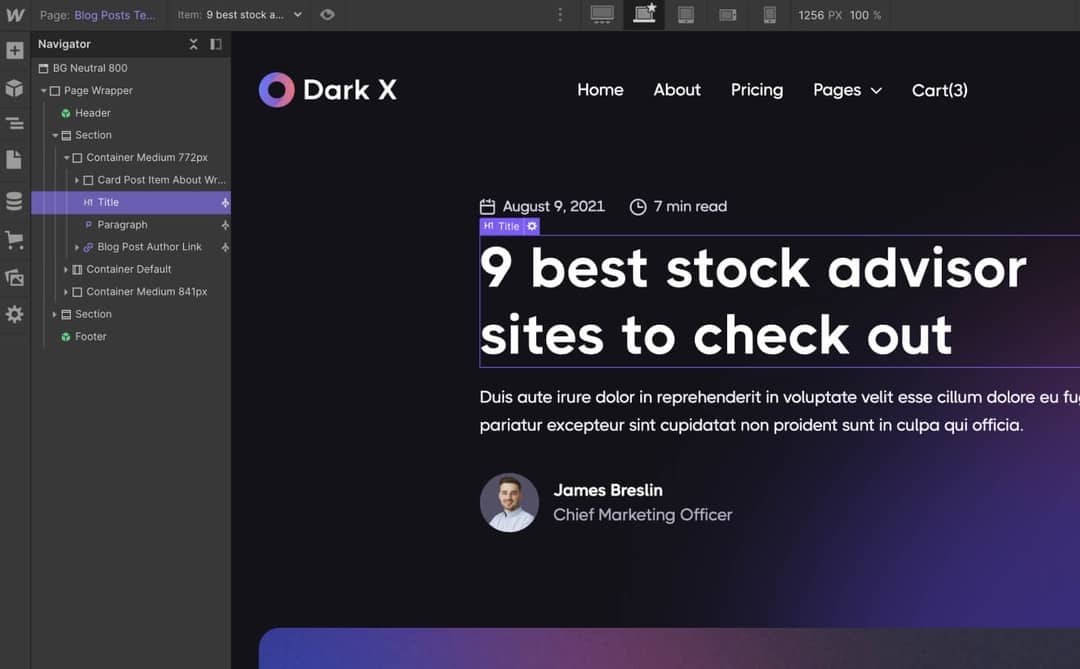 Page: Blog Posts Te...
Item: 9 best stock a...
1256 PX 100 %
Navigator
BG Neutral 800
Page Wrapper
Header
Section
Container Medium 772px
Card Post Item About Wr...
H1 Title
P Paragraph
Blog Post Author Link
Container Default
Container Medium 841px
Section
Footer
Dark X
Home About Pricing Pages Cart(3)
August 9, 2021 7 min read
H1 Title
9 best stock advisor
sites to check out
Duis aute irure dolor in reprehenderit in voluptate velit esse cillum dolore eu fug
pariatur excepteur sint cupidatat non proident sunt in culpa qui officia.
James Breslin
Chief Marketing Officer